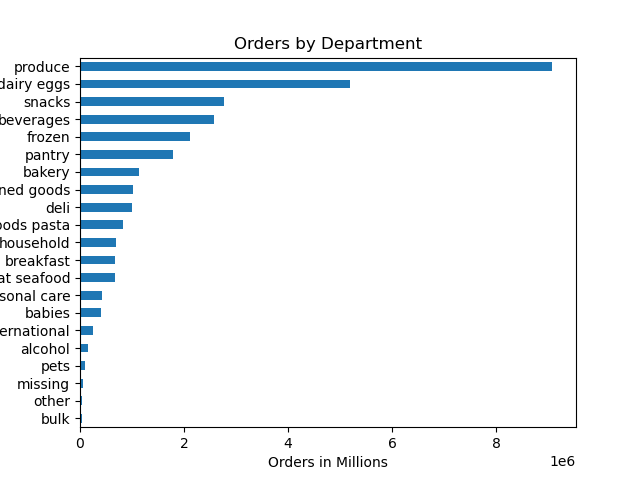 Orders by Department
produce
dairy eggs
snacks
beverages
frozen
pantry
bakery
ned goods
deli
oods pasta
household
breakfast
at seafood
sonal care
babies
ernational
alcohol
pets
missing
other
bulk
0 2 4 6 8
1e6
Orders in Millions